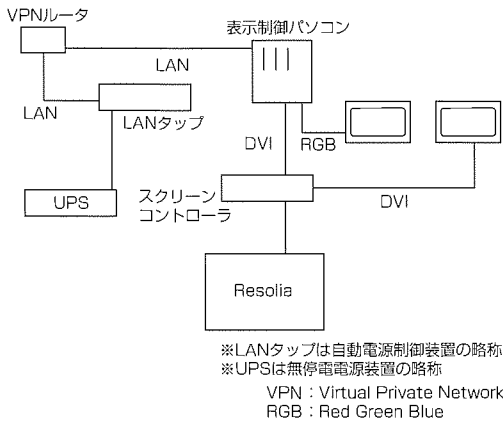 VPNルータ
表示制御パソコン
LAN
LAN
LANタップ
DVI
RGB
UPS
スクリーン
コントローラ
DVI
Resolia
※LANタップは自動電源制御装置の略称
※UPSは無停電電源装置の略称
VPN：Virtual Private Network
RGB：Red Green Blue